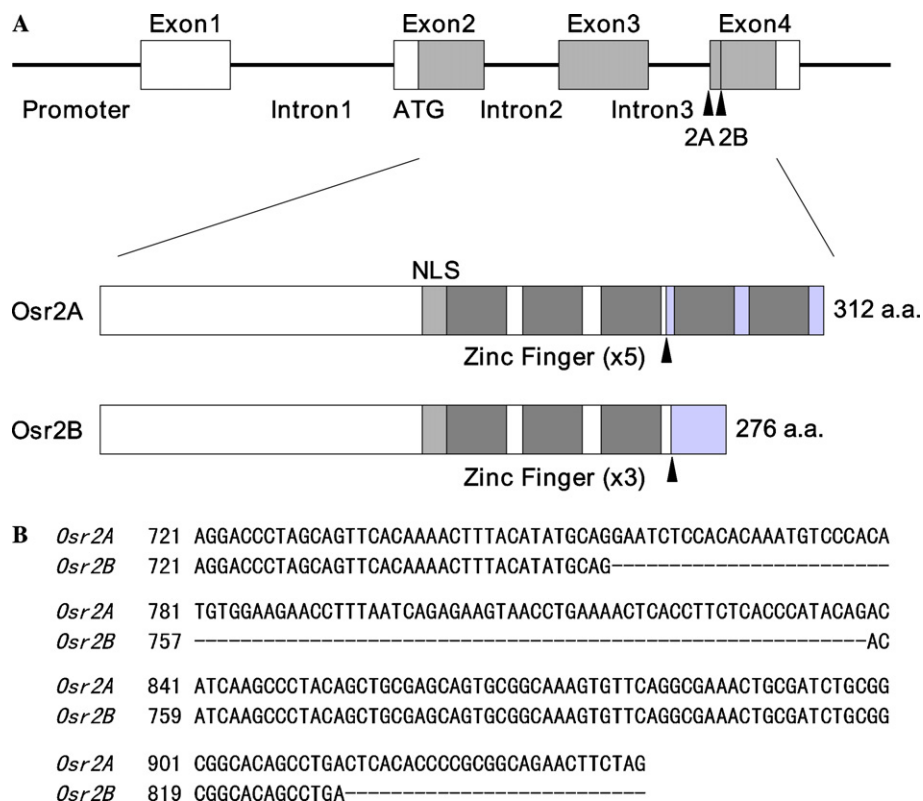 A
Exon1 Exon2 Exon3 Exon4
Promoter Intron1 ATG Intron2 Intron3
2A 2B
NLS
Osr2A 312 a.a.
Zinc Finger (x5)
Osr2B 276 a.a.
Zinc Finger (x3)
B
Osr2A 721 AGGACCCTAGCAGTTCACAAAACTTTACATATGCAGGAATCTCCACACAAATGTCCCACA
Osr2B 721 AGGACCCTAGCAGTTCACAAAACTTTACATATGCAG------------------------
Osr2A 781 TGTGGAAGAACCTTTAATCAGAGAAGTAACCTGAAAACTCACCTTCTCACCCATACAGAC
Osr2B 757 ----------------------------------------------------------AC
Osr2A 841 ATCAAGCCCTACAGCTGCGAGCAGTGCGGCAAAGTGTTCAGGCGAAACTGCGATCTGCGG
Osr2B 759 ATCAAGCCCTACAGCTGCGAGCAGTGCGGCAAAGTGTTCAGGCGAAACTGCGATCTGCGG
Osr2A 901 CGGCACAGCCTGACTCACACCCCGCGGCAGAACTTCTAG
Osr2B 819 CGGCACAGCCTGA--------------------------